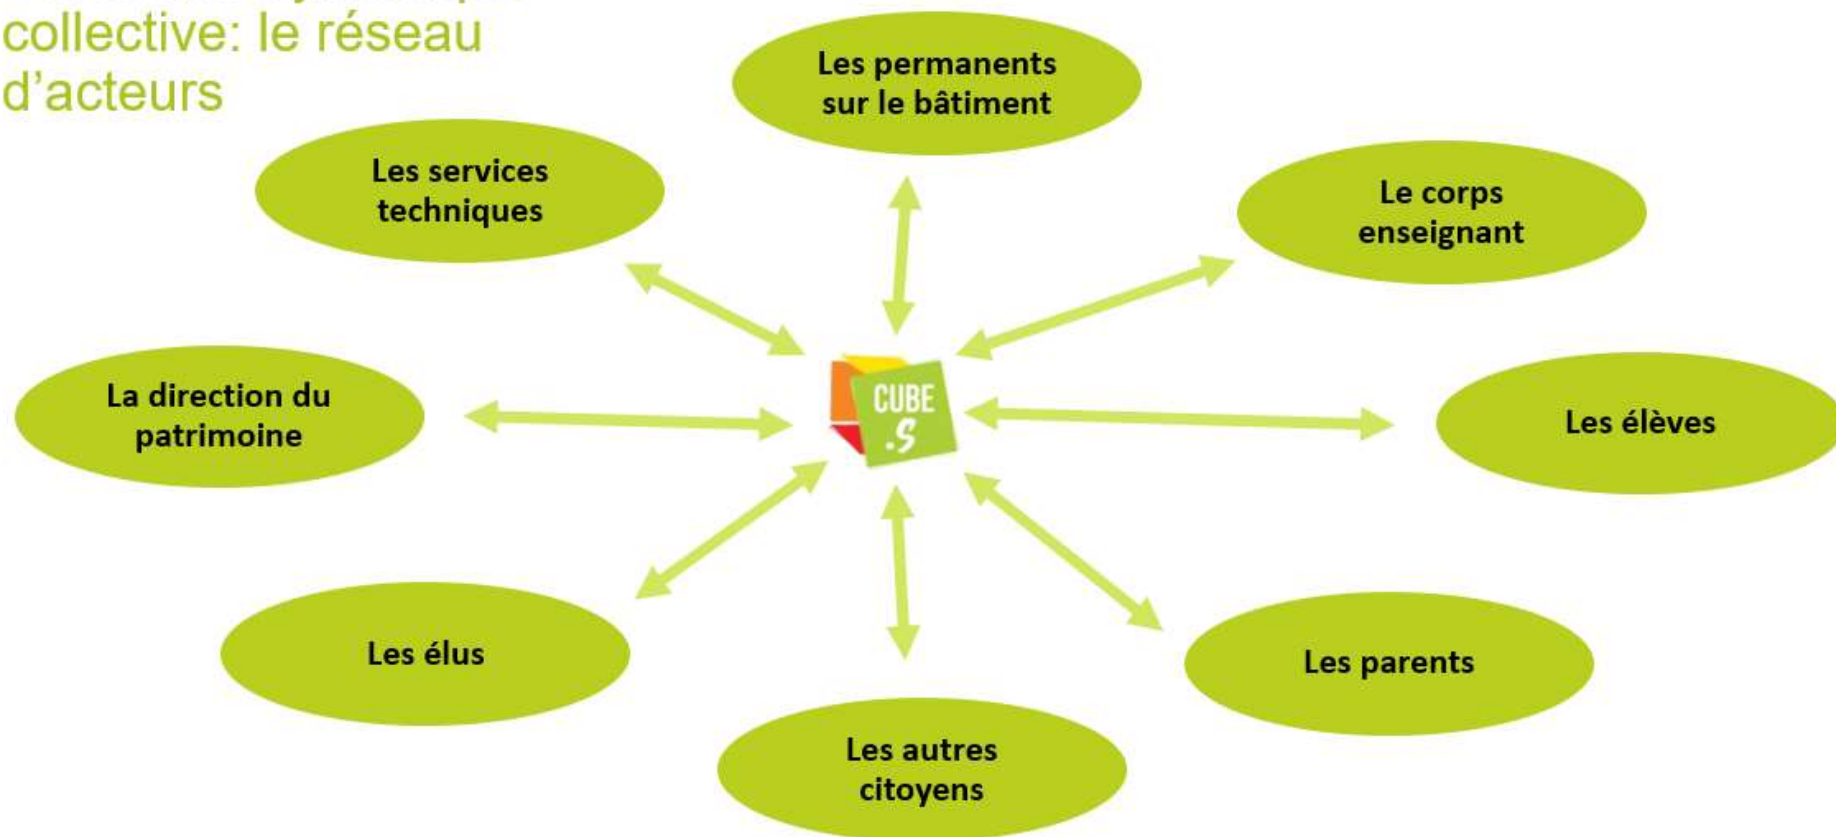 collective: le réseau
d'acteurs
Les permanents
sur le bâtiment
Les services
techniques
Le corps
enseignant
La direction du
patrimoine
CUBE
.S
Les élèves
Les élus
Les parents
Les autres
citoyens